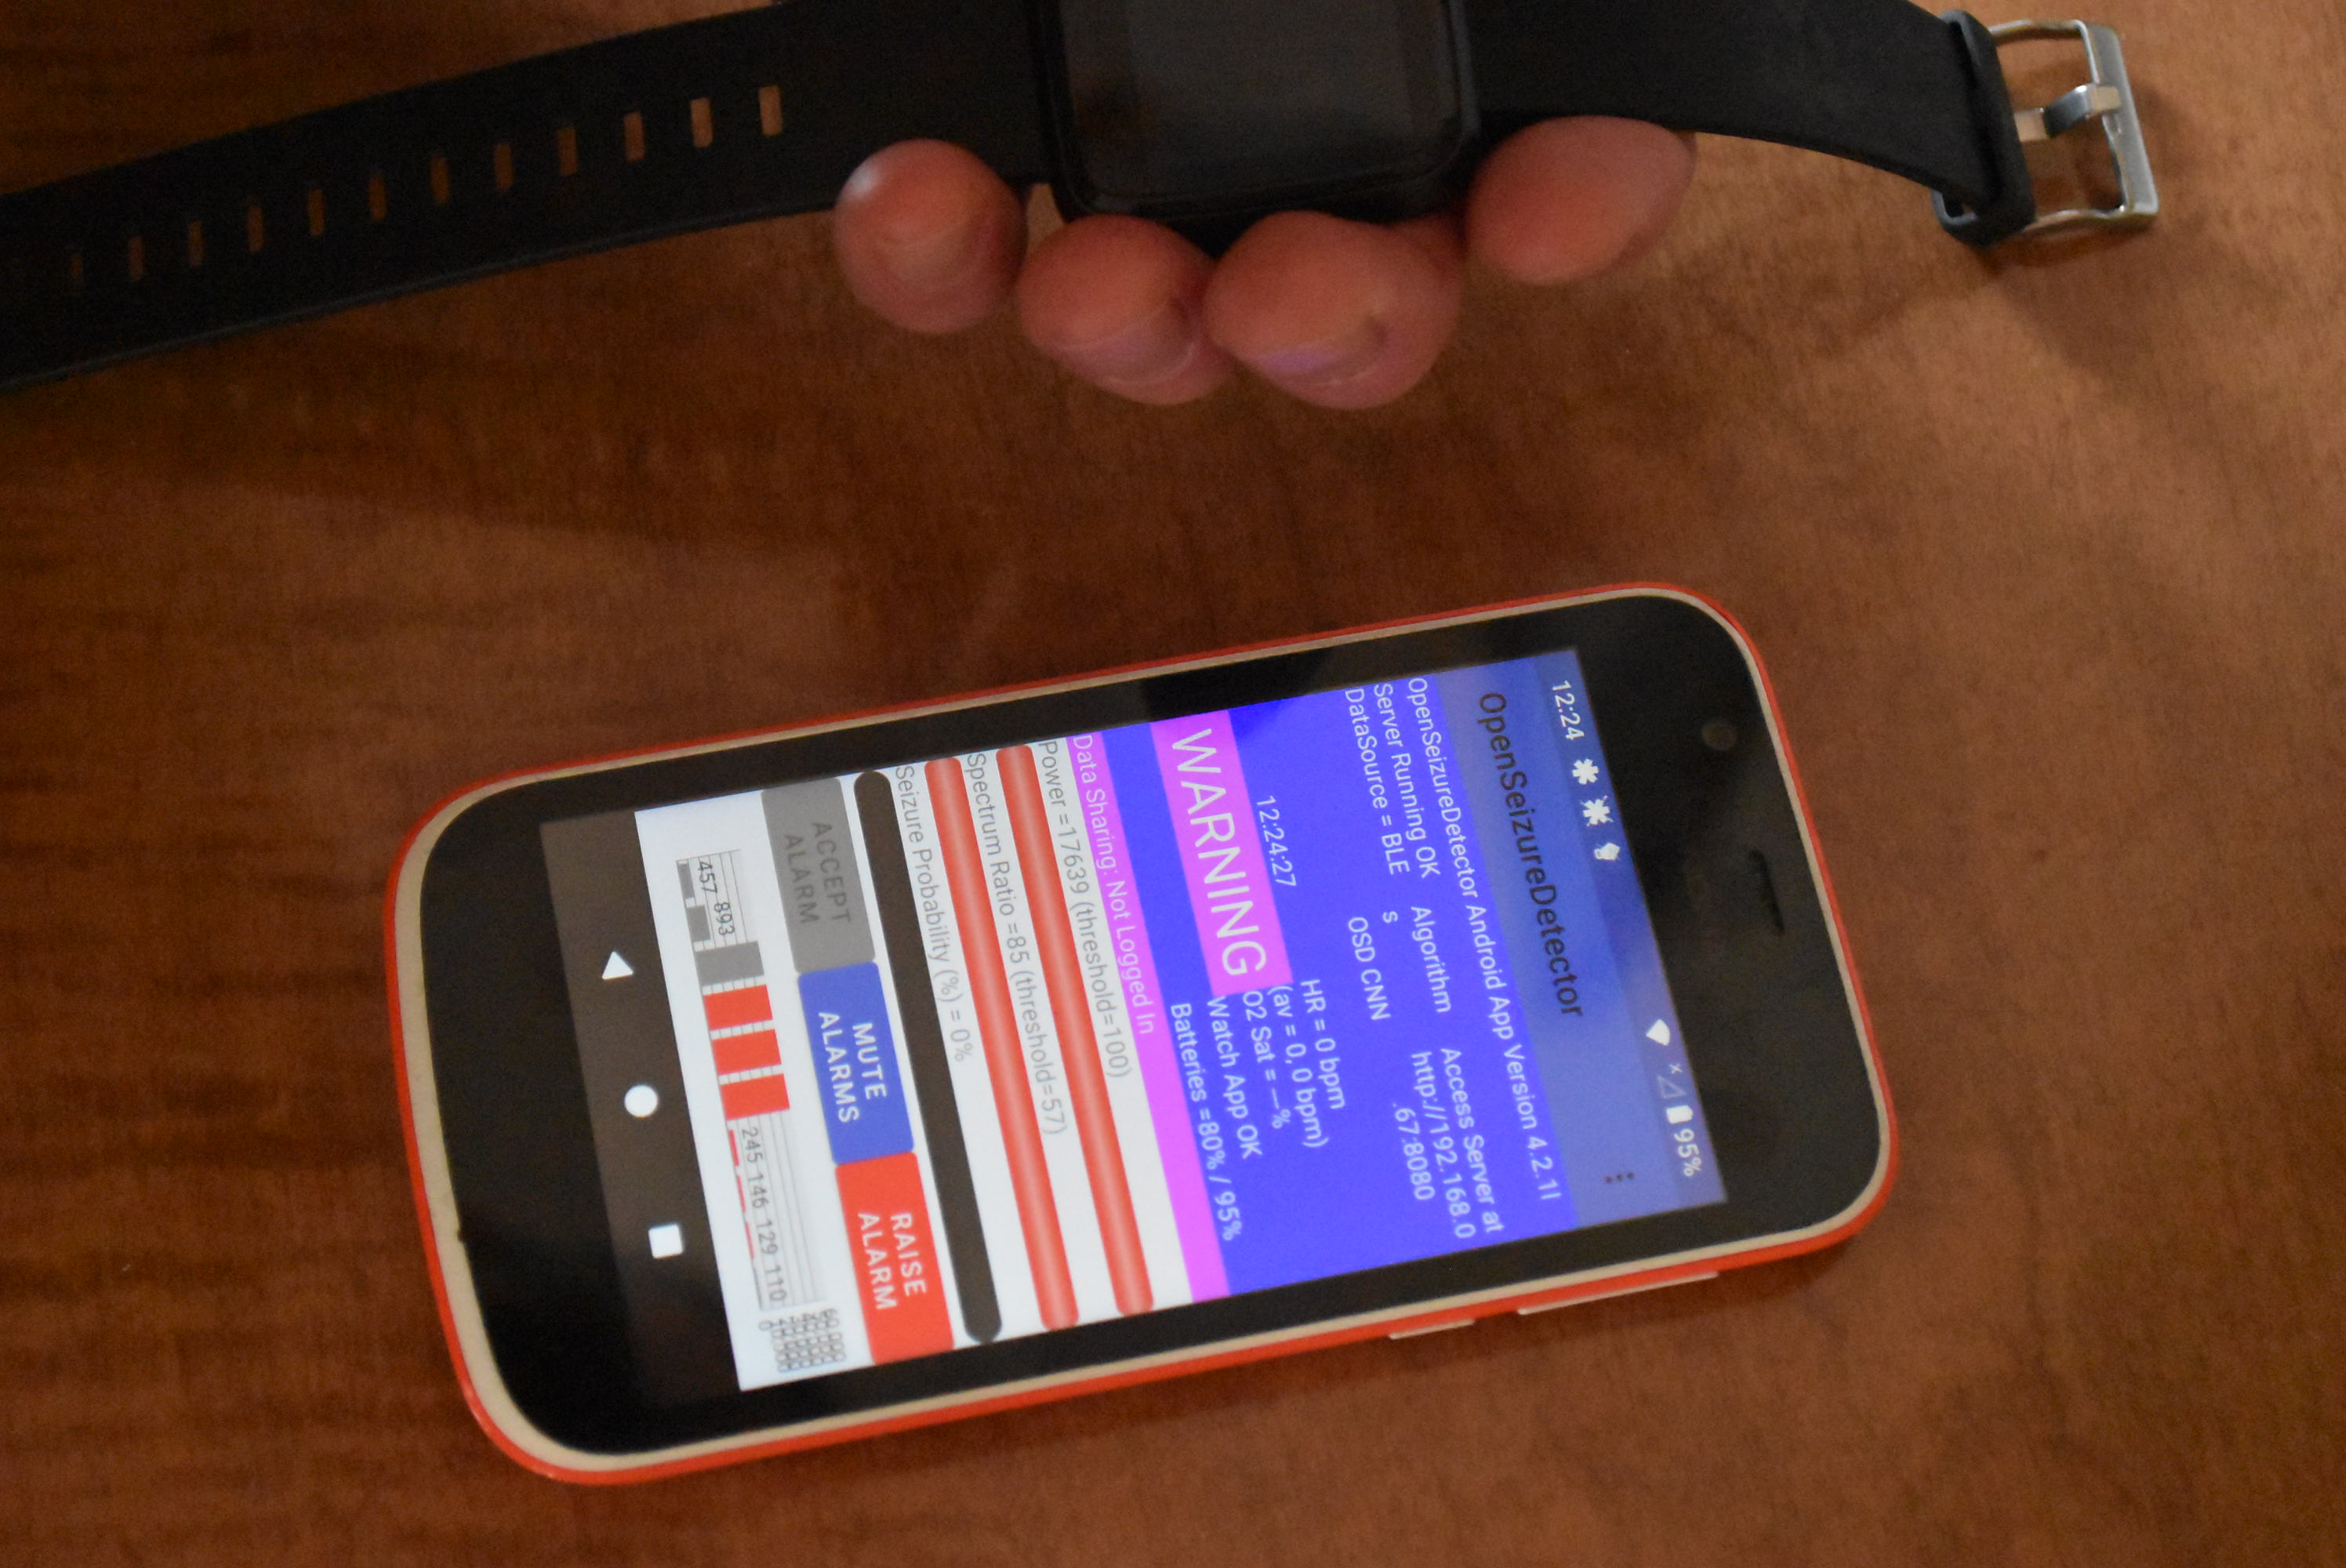 12:24
95%
OpenSeizureDetector
OpenSeizureDetector Android App Version 4.2.1l
Server Running OK
DataSource = BLE
Algorithm
s
OSD CNN
Access Server at
http://192.168.0
.67:8080
12:24:27
WARNING
HR = 0 bpm
(av = 0, 0 bpm)
O2 Sat = ---%
Watch App OK
Batteries =80% / 95%
Data Sharing: Not Logged In
Power =17639 (threshold=100)
Spectrum Ratio =85 (threshold=57)
Seizure Probability (%) = 0%
ACCEPT
ALARM
MUTE
ALARMS
RAISE
ALARM
457 893
245 146 129 110